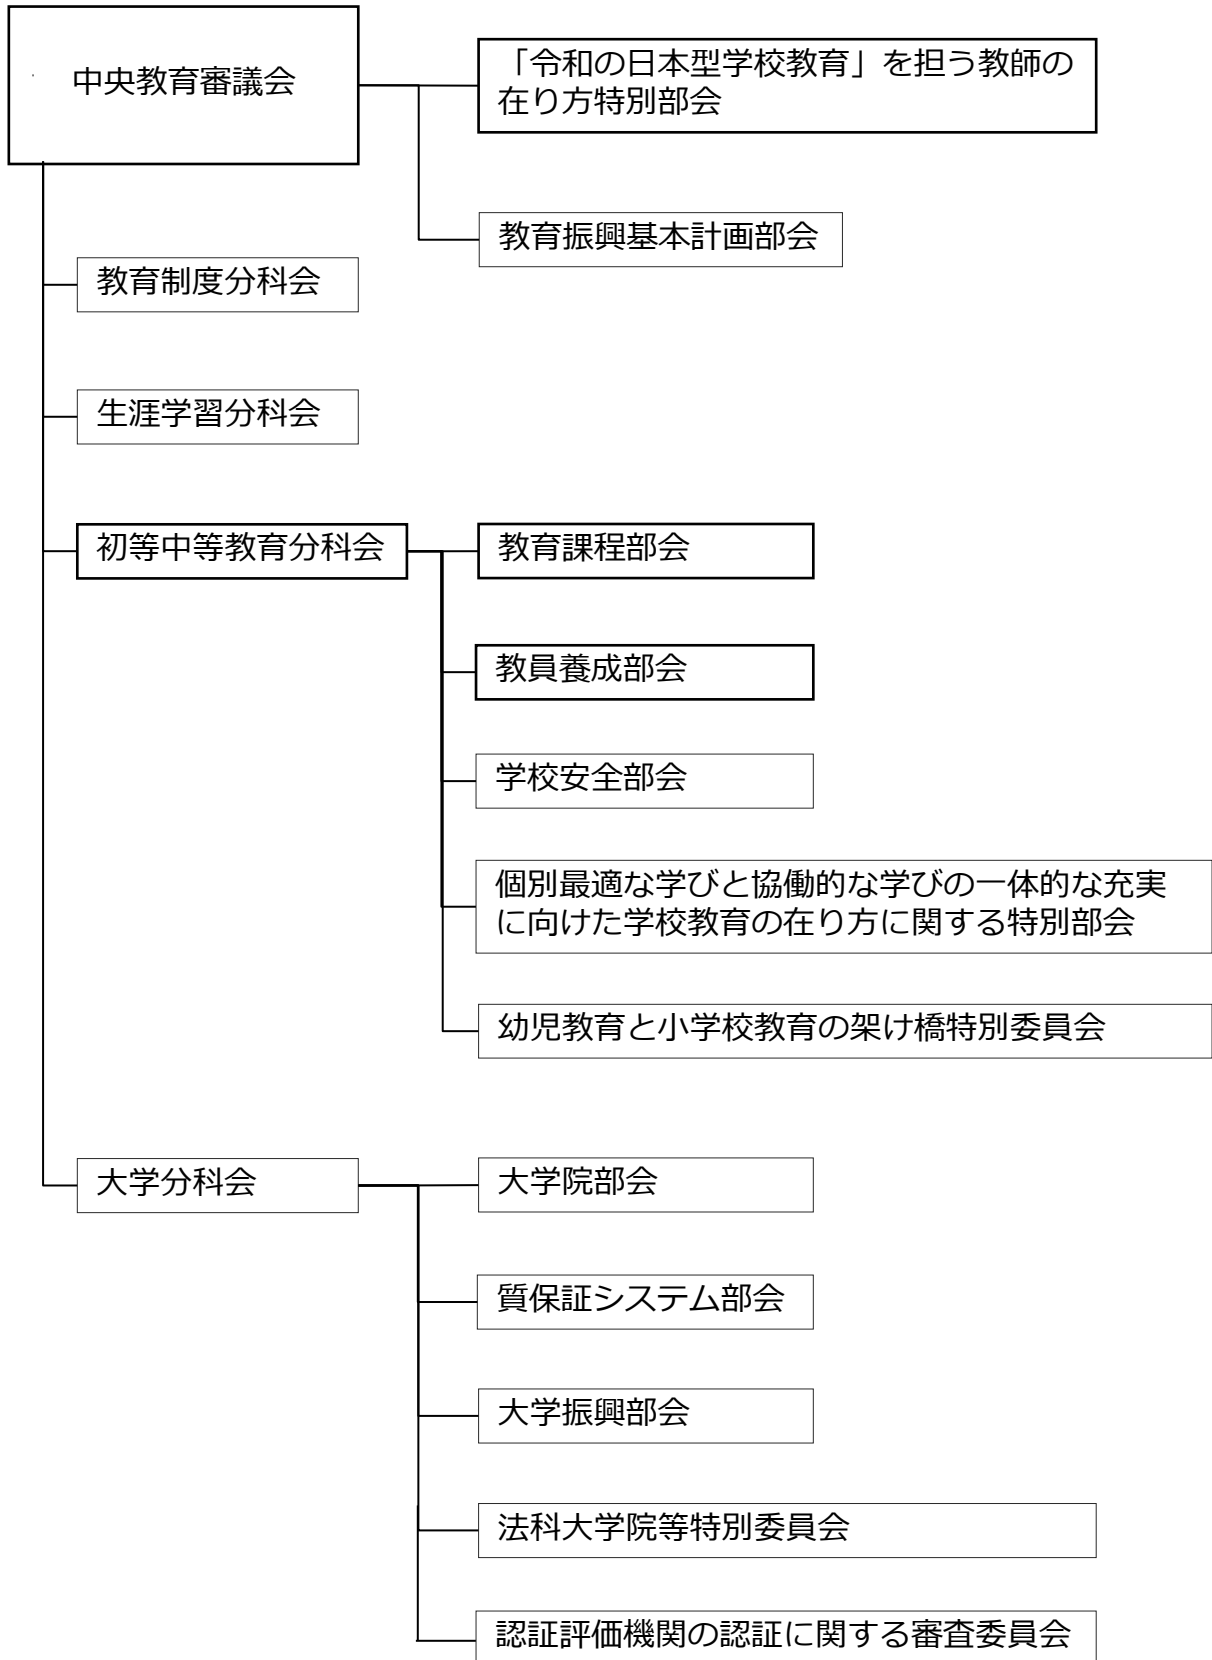 中央教育審議会
「令和の日本型学校教育」を担う教師の
在り方特別部会
教育振興基本計画部会
教育制度分科会
生涯学習分科会
初等中等教育分科会
教育課程部会
教員養成部会
学校安全部会
個別最適な学びと協働的な学びの一体的な充実
に向けた学校教育の在り方に関する特別部会
幼児教育と小学校教育の架け橋特別委員会
大学分科会
大学院部会
質保証システム部会
大学振興部会
法科大学院等特別委員会
認証評価機関の認証に関する審査委員会